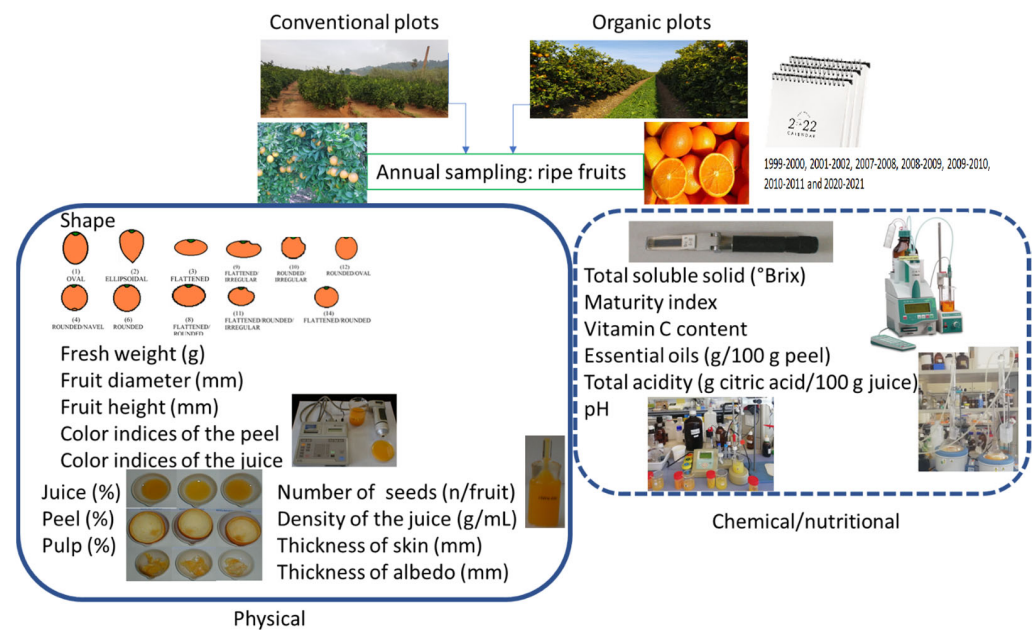 Conventional plots
Organic plots
2022
CALENDAR
1999-2000, 2001-2002, 2007-2008, 2008-2009, 2009-2010,
2010-2011 and 2020-2021
Annual sampling: ripe fruits
Shape
(1)
OVAL
(2)
ELLIPSOIDAL
(3)
FLATTENED
(9)
FLATTENED/
IRREGULAR
(10)
ROUNDED/
IRREGULAR
(12)
ROUNDED/OVAL
(4)
ROUNDED/NAVEL
(6)
ROUNDED
(8)
FLATTENED/
ROUNDED
(11)
FLATTENED/ROUNDED/
IRREGULAR
(14)
FLATTENED/ROUNDED
Fresh weight (g)
Fruit diameter (mm)
Fruit height (mm)
Color indices of the peel
Color indices of the juice
Juice (%)
Peel (%)
Pulp (%)
Number of seeds (n/fruit)
Density of the juice (g/mL)
Thickness of skin (mm)
Thickness of albedo (mm)
Physical
Total soluble solid (°Brix)
Maturity index
Vitamin C content
Essential oils (g/100 g peel)
Total acidity (g citric acid/100 g juice)
pH
Chemical/nutritional